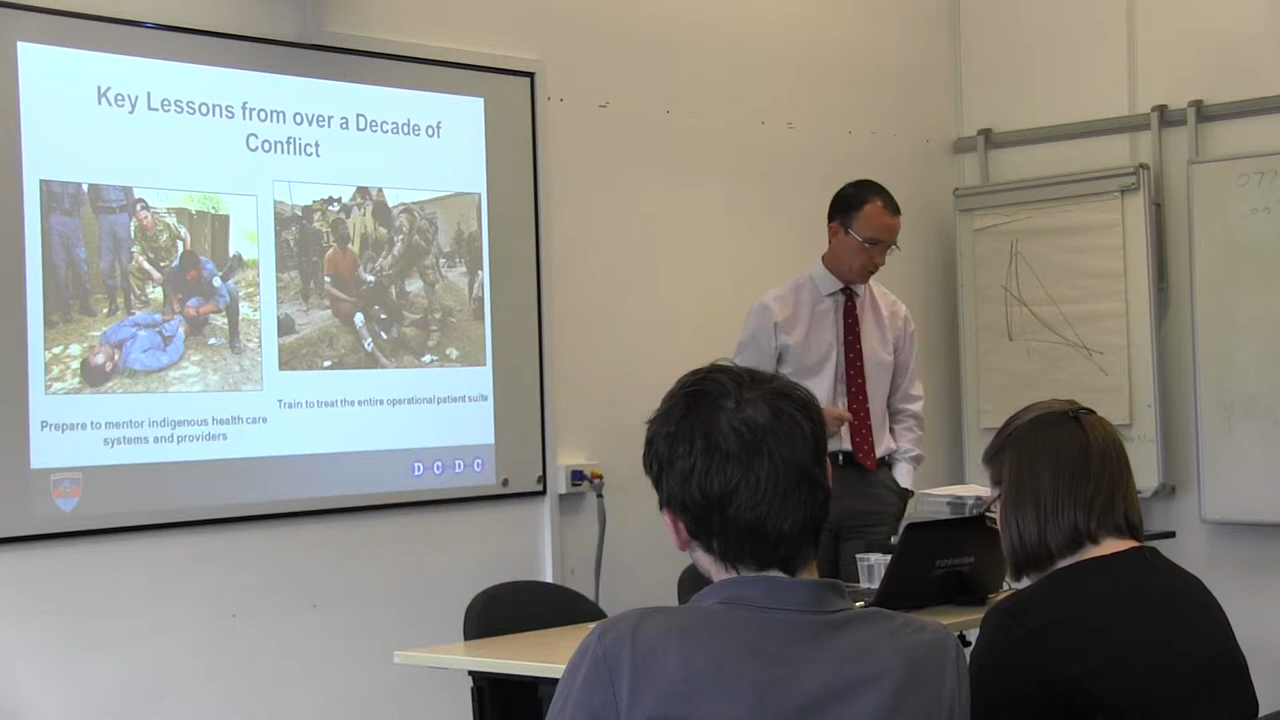 Key Lessons from over a Decade of
Conflict
Train to treat the entire operational patient suite
Prepare to mentor indigenous health care
systems and providers
D C D C
TOSHIBA
077